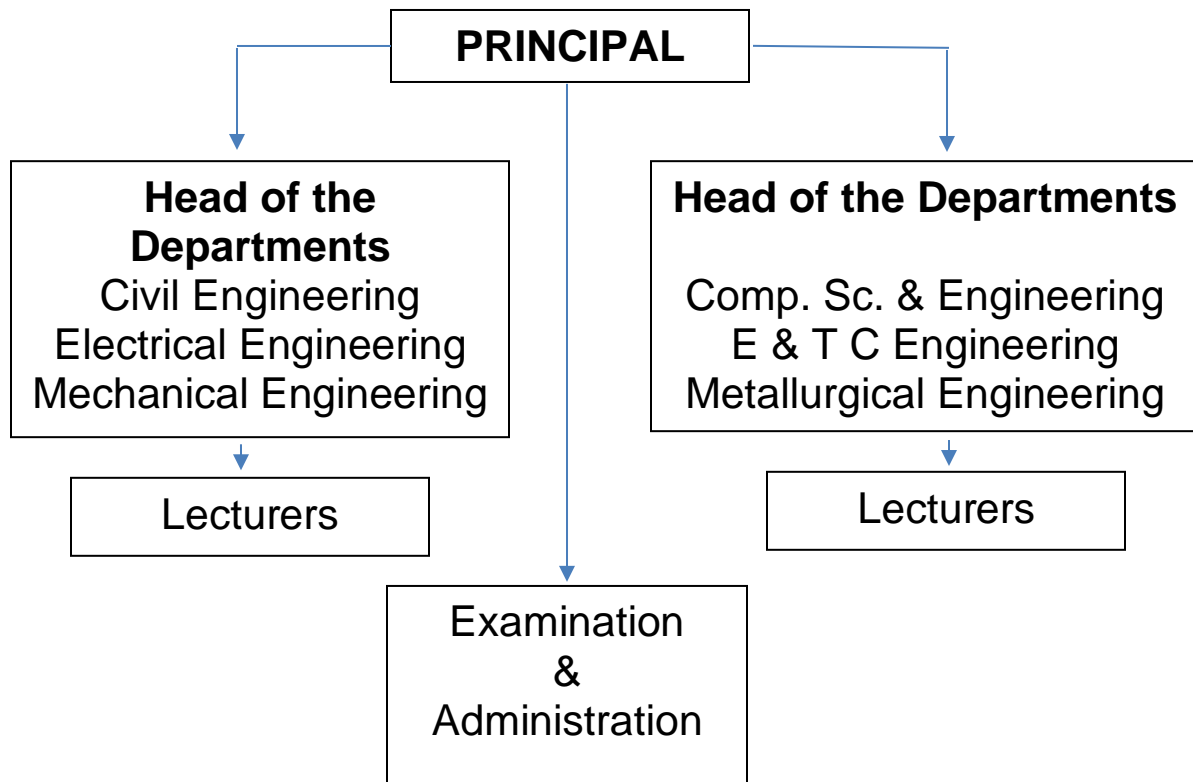 PRINCIPAL
Head of the
Departments
Civil Engineering
Electrical Engineering
Mechanical Engineering
Head of the Departments
Comp. Sc. & Engineering
E & T C Engineering
Metallurgical Engineering
Lecturers
Lecturers
Examination
&
Administration